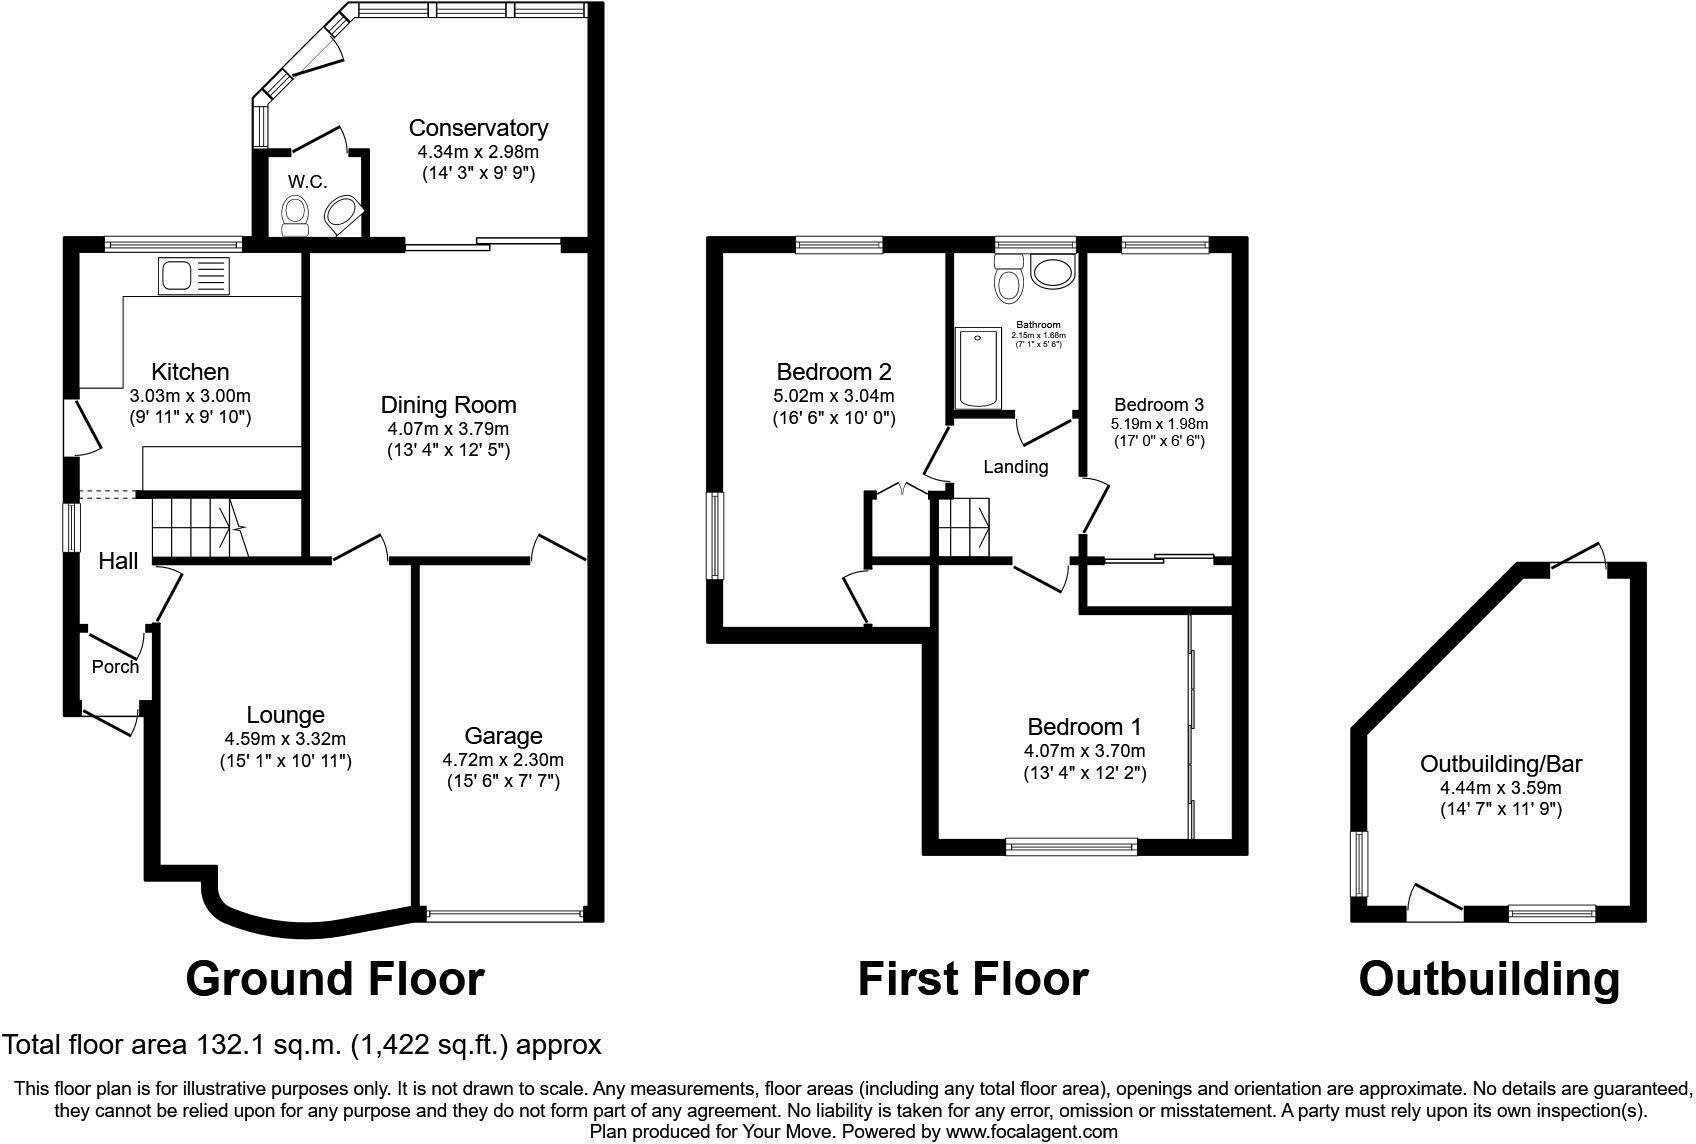 Conservatory
4.34m x 2.98m
(14' 3" x 9' 9")
W.C.
Kitchen
3.03m x 3.00m
(9' 11" x 9' 10")
Dining Room
4.07m x 3.79m
(13' 4" x 12' 5")
Hall
Porch
Lounge
4.59m x 3.32m
(15' 1" x 10' 11")
Garage
4.72m x 2.30m
(15' 6" x 7' 7")
Ground Floor
Bathroom
2.15m x 1.68m
(7' 1" x 5' 6")
Bedroom 2
5.02m x 3.04m
(16' 6" x 10' 0")
Bedroom 3
5.19m x 1.98m
(17' 0" x 6' 6")
Landing
Bedroom 1
4.07m x 3.70m
(13' 4" x 12' 2")
First Floor
Outbuilding/Bar
4.44m x 3.59m
(14' 7" x 11' 9")
Outbuilding
Total floor area 132.1 sq.m. (1,422 sq.ft.) approx
This floor plan is for illustrative purposes only. It is not drawn to scale. Any measurements, floor areas (including any total floor area), openings and orientation are approximate. No details are guaranteed,
they cannot be relied upon for any purpose and they do not form part of any agreement. No liability is taken for any error, omission or misstatement. A party must rely upon its own inspection(s).
Plan produced for Your Move. Powered by www.focalagent.com